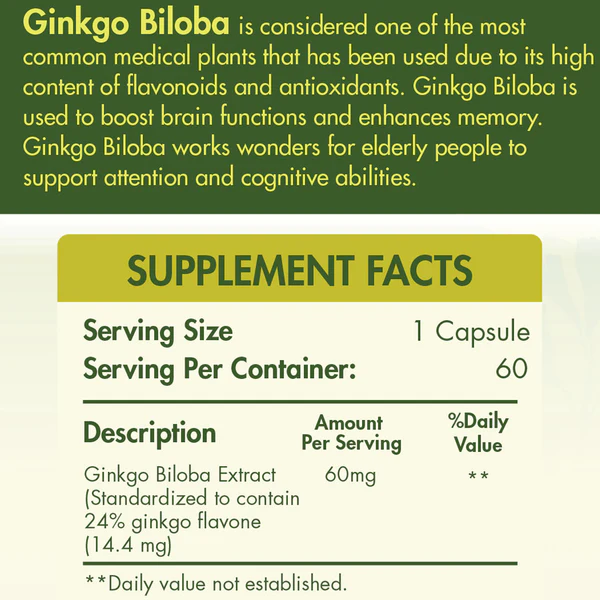 Ginkgo Biloba is considered one of the most
common medical plants that has been used due to its high
content of flavonoids and antioxidants. Ginkgo Biloba is
used to boost brain functions and enhances memory.
Ginkgo Biloba works wonders for elderly people to
support attention and cognitive abilities.
SUPPLEMENT FACTS
Serving Size 1 Capsule
Serving Per Container: 60
Description Amount Per Serving %Daily Value
Ginkgo Biloba Extract 60mg **
(Standardized to contain
24% ginkgo flavone
(14.4 mg)
**Daily value not established.